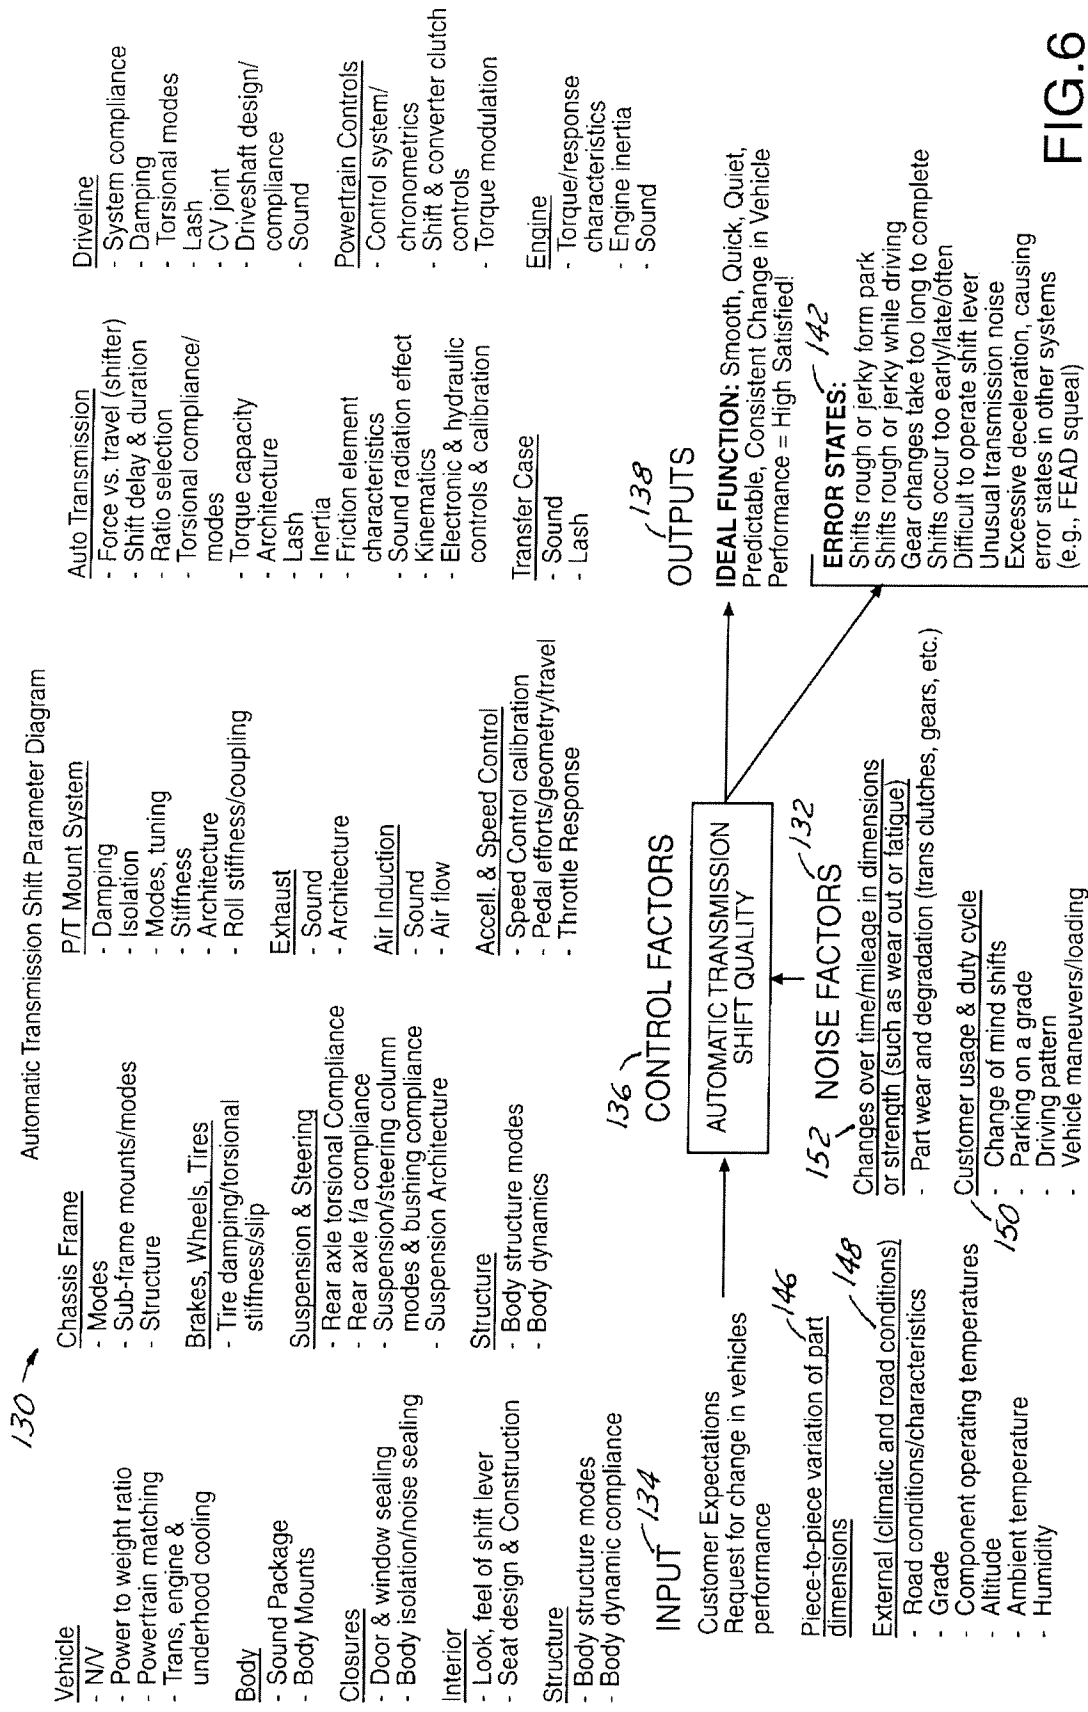 130
Automatic Transmission Shift Parameter Diagram
Vehicle
- N/V
- Power to weight ratio
- Powertrain matching
- Trans, engine &
underhood cooling
Body
- Sound Package
- Body Mounts
Closures
- Door & window sealing
- Body isolation/noise sealing
Interior
- Look, feel of shift lever
- Seat design & Construction
Structure
- Body structure modes
- Body dynamic compliance
Chassis Frame
- Modes
- Sub-frame mounts/modes
- Structure
Brakes, Wheels, Tires
- Tire damping/torsional
stiffness/slip
Suspension & Steering
- Rear axle torsional Compliance
- Rear axle f/a compliance
- Suspension/steering column
modes & bushing compliance
- Suspension Architecture
Structure
- Body structure modes
- Body dynamics
P/T Mount System
- Damping
- Isolation
- Modes, tuning
- Stiffness
- Architecture
- Roll stiffness/coupling
Exhaust
- Sound
- Architecture
Air Induction
- Sound
- Air flow
Accell. & Speed Control
- Speed Control calibration
- Pedal efforts/geometry/travel
- Throttle Response
Auto Transmission
- Force vs. travel (shifter)
- Shift delay & duration
- Ratio selection
- Torsional compliance/
modes
- Torque capacity
- Architecture
- Lash
- Inertia
- Friction element
characteristics
- Sound radiation effect
- Kinematics
- Electronic & hydraulic
controls & calibration
Transfer Case
- Sound
- Lash
Driveline
- System compliance
- Damping
- Torsional modes
- Lash
- CV joint
- Driveshaft design/
compliance
- Sound
Powertrain Controls
- Control system/
chronometrics
- Shift & converter clutch
controls
- Torque modulation
Engine
- Torque/response
characteristics
- Engine inertia
- Sound
INPUT 134
Customer Expectations
Request for change in vehicles
performance
136
CONTROL FACTORS
AUTOMATIC TRANSMISSION
SHIFT QUALITY
138
OUTPUTS
IDEAL FUNCTION: Smooth, Quick, Quiet,
Predictable, Consistent Change in Vehicle
Performance = High Satisfied!
ERROR STATES: 142
Shifts rough or jerky form park
Shifts rough or jerky while driving
Gear changes take too long to complete
Shifts occur too early/late/often
Difficult to operate shift lever
Unusual transmission noise
Excessive deceleration, causing
error states in other systems
(e.g., FEAD squeal)
NOISE FACTORS 132
146
Piece-to-piece variation of part
dimensions
148
External (climatic and road conditions)
- Road conditions/characteristics
- Grade
- Component operating temperatures
- Altitude
- Ambient temperature
- Humidity
152
Changes over time/mileage in dimensions
or strength (such as wear out or fatigue)
- Part wear and degradation (trans clutches, gears, etc.)
Customer usage & duty cycle
150
- Change of mind shifts
- Parking on a grade
- Driving pattern
- Vehicle maneuvers/loading
FIG.6